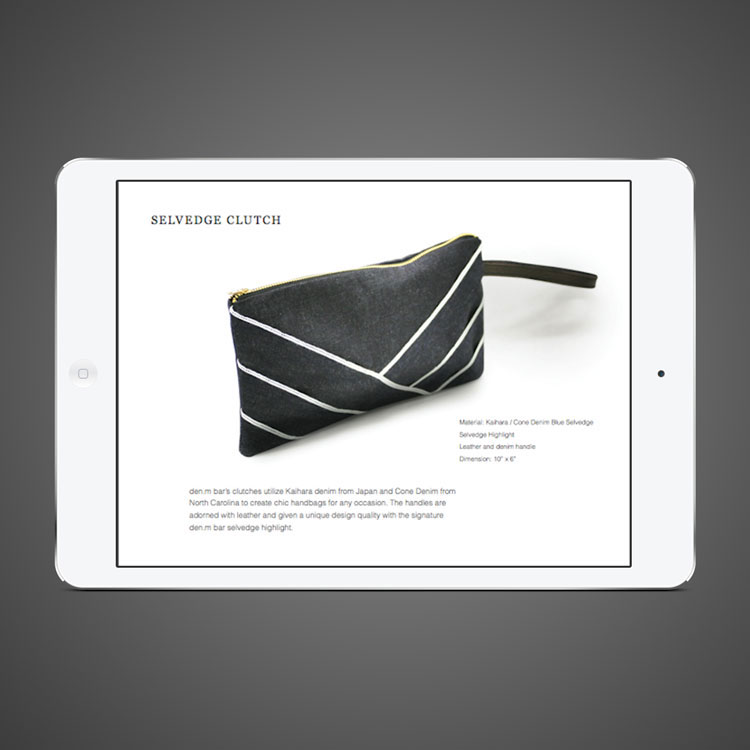 SELVEDGE CLUTCH
Material: Kaihara / Cone Denim Blue Selvedge
Selvedge Highlight
Leather and denim handle
Dimension: 10" x 6"
den.m bar's clutches utilize Kaihara denim from Japan and Cone Denim from
North Carolina to create chic handbags for any occasion. The handles are
adorned with leather and given a unique design quality with the signature
den.m bar selvedge highlight.